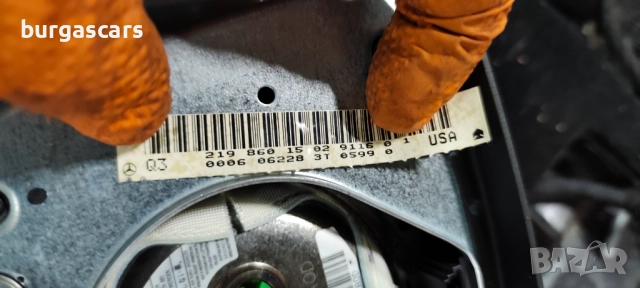 burgascars
Q3
219 860 15 02 9116 0 1
USA
0006 06228 3T 0599 0
BAZAR